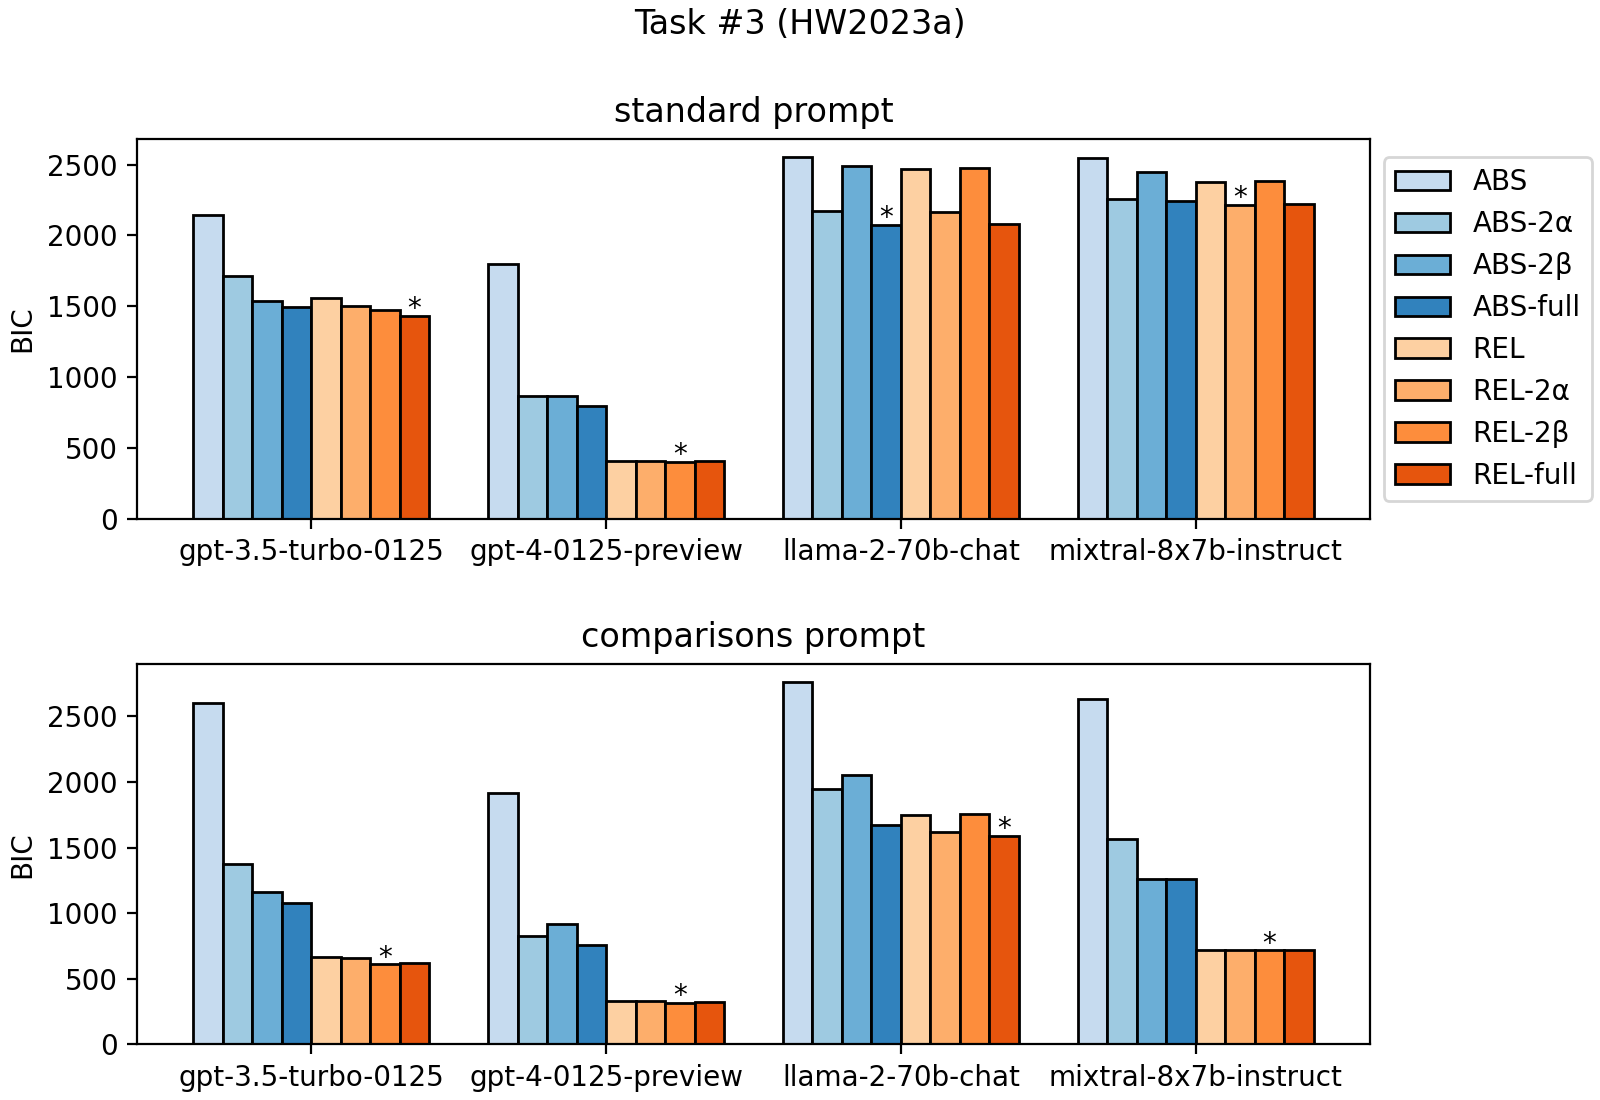 Task #3 (HW2023a)
standard prompt
BIC
2500
2000
1500
1000
500
0
*
*
*
*
gpt-3.5-turbo-0125
gpt-4-0125-preview
llama-2-70b-chat
mixtral-8x7b-instruct
ABS
ABS-2α
ABS-2β
ABS-full
REL
REL-2α
REL-2β
REL-full
comparisons prompt
BIC
2500
2000
1500
1000
500
0
*
*
*
*
gpt-3.5-turbo-0125
gpt-4-0125-preview
llama-2-70b-chat
mixtral-8x7b-instruct